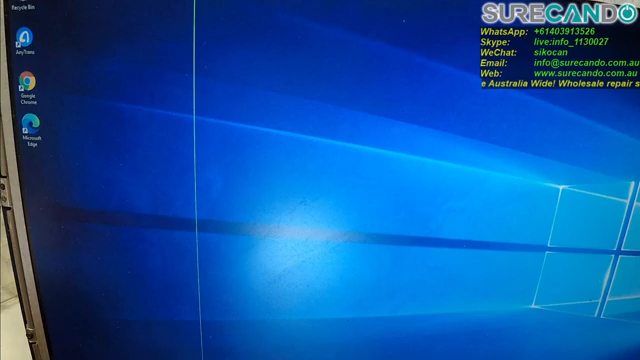 Recycle Bin
AnyTrans
Google
Chrome
Microsoft
Edge
SURECANDO
WhatsApp: +61403913526
Skype: live:info_1130027
WeChat: sikocan
Email: info@surecando.com.au
Web: www.surecando.com.au
e Australia Wide! Wholesale repair s